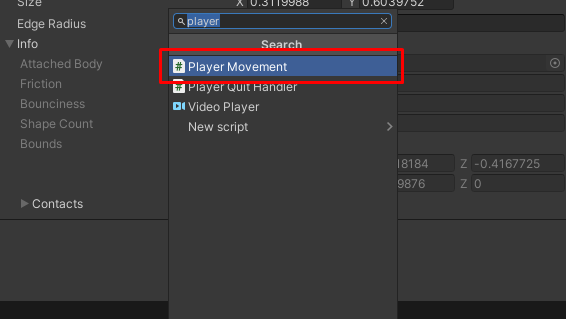 Size X 0.3119988 Y 0.6039752
player
Edge Radius
Search
Info
Attached Body
Player Movement
Friction
Player Quit Handler
Bounciness
Video Player
Shape Count
New script
Bounds
18184 Z -0.4167725
9876 Z 0
Contacts